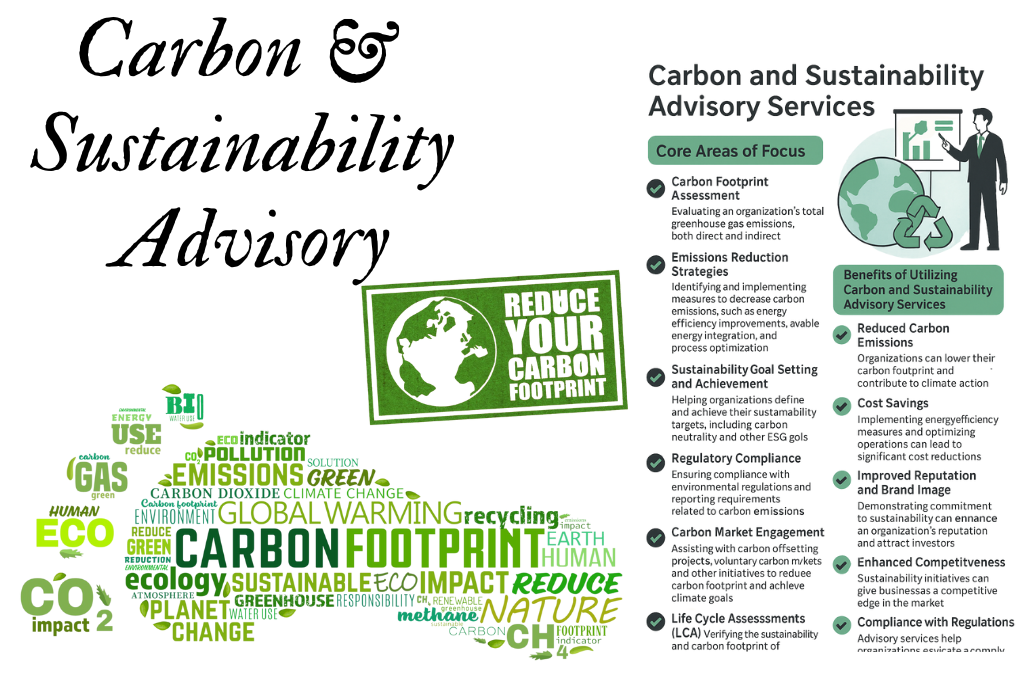 Carbon &
Sustainability
Advisory
REDUCE
YOUR
CARBON
FOOTPRINT
BIO
WATER USE
ENERGY
USE
reduce
carbon
GAS
green
HUMAN
ECO
CO2
impact
ECO indicator
CO2 POLLUTION
EMISSIONS GREEN
SOLUTION
CARBON DIOXIDE CLIMATE CHANGE
Carbon footprint
ENVIRONMENT GLOBAL WARMING recycling
impact
REDUCE
GREEN
CARBON FOOTPRINT
EARTH
HUMAN
REDUCTION
ENVIRONMENTAL
ecology SUSTAINABLE ECO IMPACT REDUCE
ATMOSPHERE
GREENHOUSE RESPONSIBILITY CH4 RENEWABLE
greenhouse
PLANET WATER USE methane NATURE
sustainable
CHANGE CARBON CH4 FOOTPRINT
indicator
Carbon and Sustainability
Advisory Services
Core Areas of Focus
Carbon Footprint
Assessment
Evaluating an organization's total
greenhouse gas emissions,
both direct and indirect
Emissions Reduction
Strategies
Identifying and implementing
measures to decrease carbon
emissions, such as energy
efficiency improvements, avable
energy integration, and
process optimization
Sustainability Goal Setting
and Achievement
Helping organizations define
and achieve their sustamability
targets, including carbon
neutrality and other ESG gols
Regulatory Compliance
Ensuring compliance with
environmental regulations and
reporting requirements
related to carbon emissions
Carbon Market Engagement
Assisting with carbon offsetting
projects, voluntary carbon m/kets
and other initiatives to reduce
carbon footprint and achieve
climate goals
Life Cycle Assesssments
(LCA) Verifying the sustainability
and carbon footprint of
Benefits of Utilizing
Carbon and Sustainability
Advisory Services
Reduced Carbon
Emissions
Organizations can lower their
carbon foutprint and
contribute to climate action
Cost Savings
Implementing energyefficiency
measures and optimizing
operations can lead to
significant cost reductions
Improved Reputation
and Brand Image
Demonstrating commitment
to sustainability can ennance
an organization's reputation
and attract investors
Enhanced Competitveness
Sustainability initiatives can
give businessas a competitive
edge in the market
Compliance with Regulations
Advisory services help
organizations